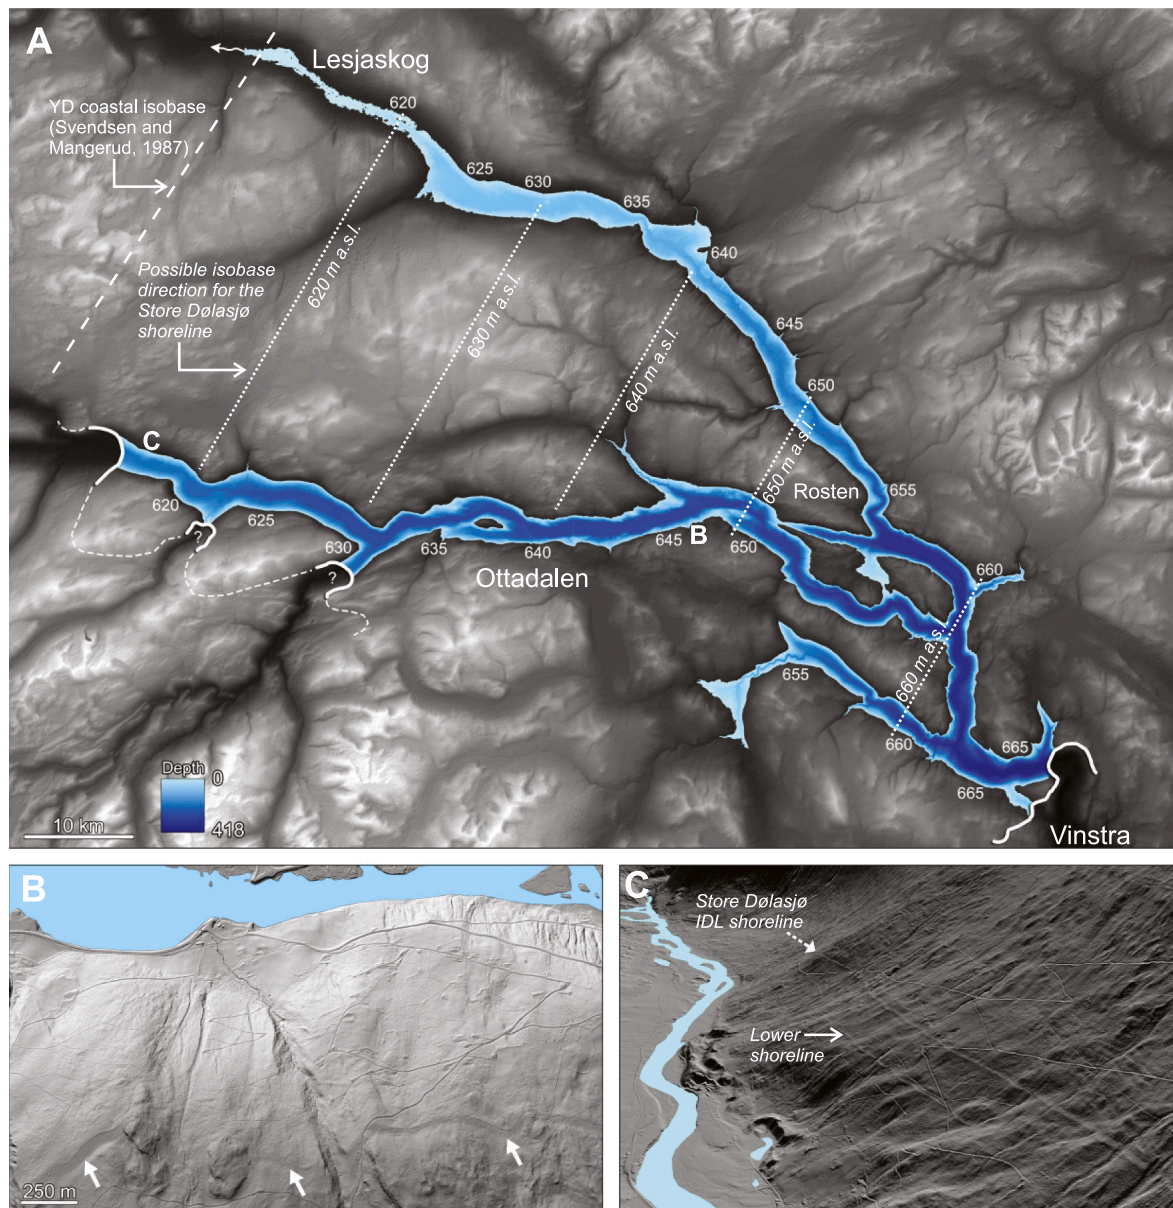 A
Lesjaskog
YD coastal isobase
(Svendsen and
Mangerud, 1987)
620
625
630
635
640
Possible isobase
direction for the
Store Dølasjø
shoreline
620 m a.s.l.
630 m a.s.l.
640 m a.s.l.
645
650
650 m a.s.l.
Rosten
655
C
620
625
630
635
640
645
B
650
?
?
Ottadalen
660
660 m a.s.l.
655
660
665
665
Depth
0
418
10 km
Vinstra
B
250 m
C
Store Dølasjø
IDL shoreline
Lower
shoreline